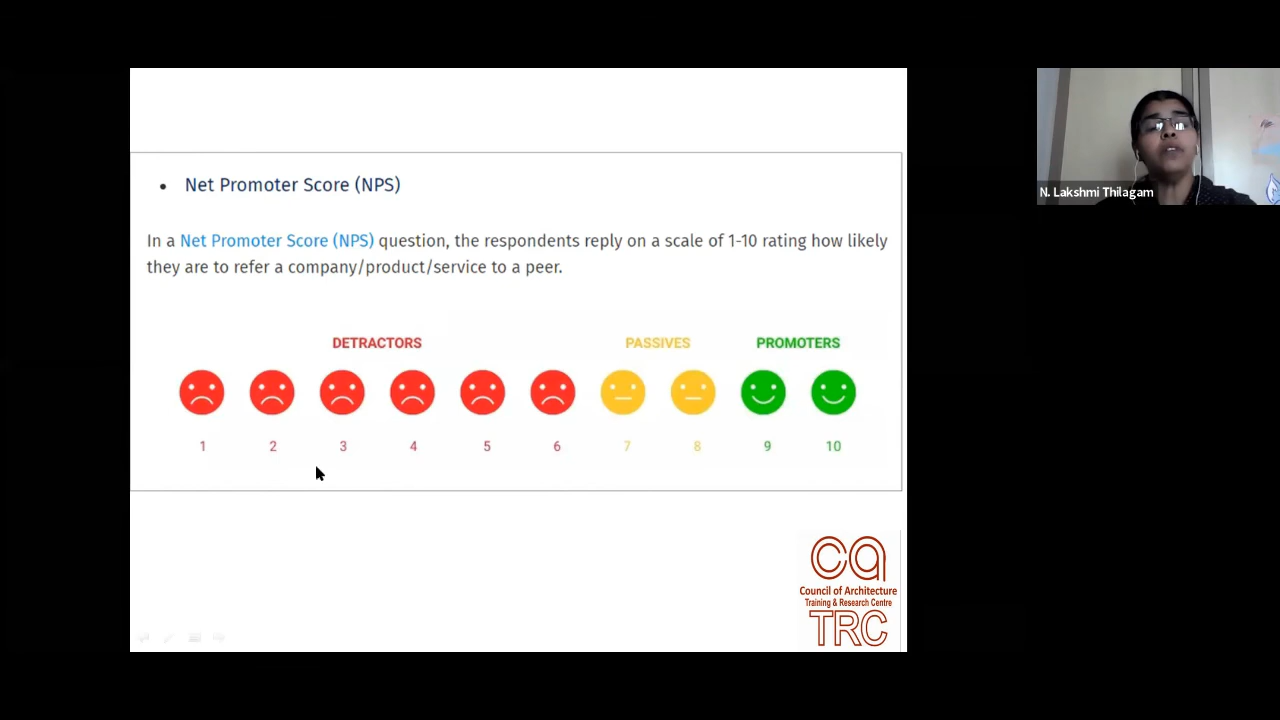 • Net Promoter Score (NPS)
In a Net Promoter Score (NPS) question, the respondents reply on a scale of 1-10 rating how likely
they are to refer a company/product/service to a peer.
DETRACTORS PASSIVES PROMOTERS
1 2 3 4 5 6 7 8 9 10
N. Lakshmi Thilagam
ca
Council of Architecture
Training & Research Centre
TRC